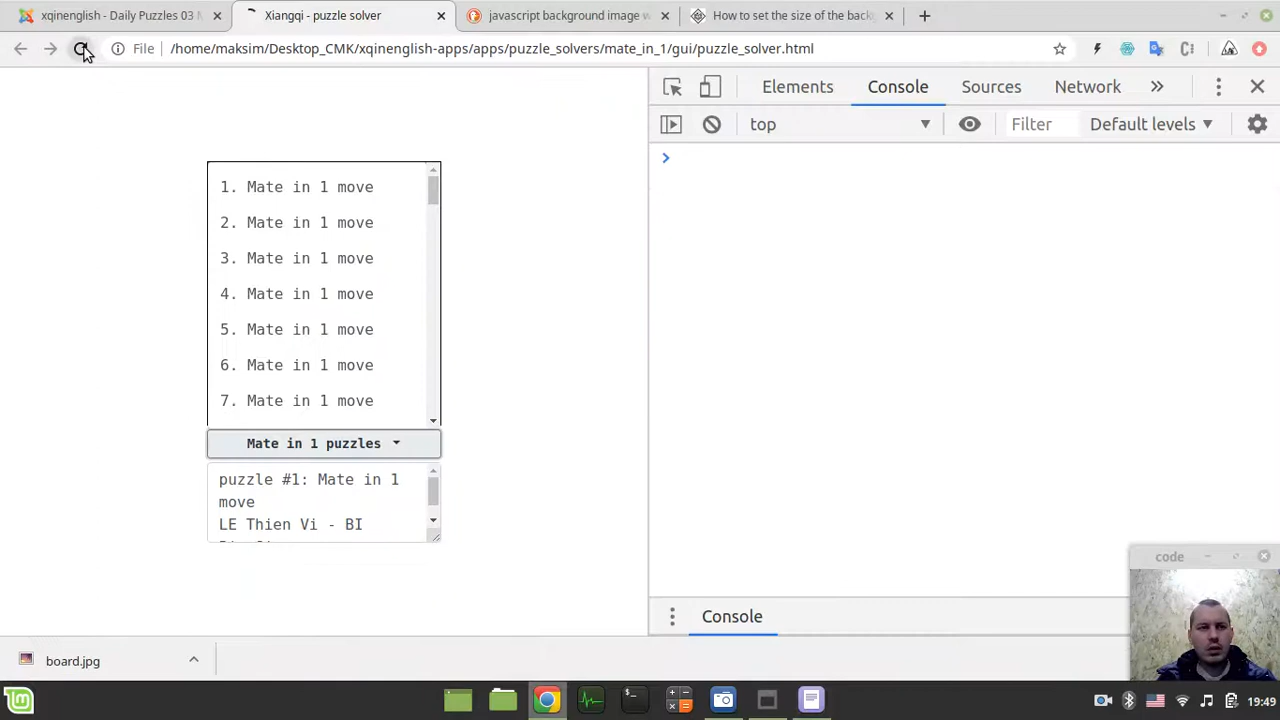 xqinenglish - Daily Puzzles 03 M
Xiangqi - puzzle solver
javascript background image w
How to set the size of the back
File
/home/maksim/Desktop_CMK/xqinenglish-apps/apps/puzzle_solvers/mate_in_1/gui/puzzle_solver.html
Elements
Console
Sources
Network
top
Filter
Default levels
1. Mate in 1 move
2. Mate in 1 move
3. Mate in 1 move
4. Mate in 1 move
5. Mate in 1 move
6. Mate in 1 move
7. Mate in 1 move
Mate in 1 puzzles
puzzle #1: Mate in 1
move
LE Thien Vi - BI
code
Console
board.jpg
19:49